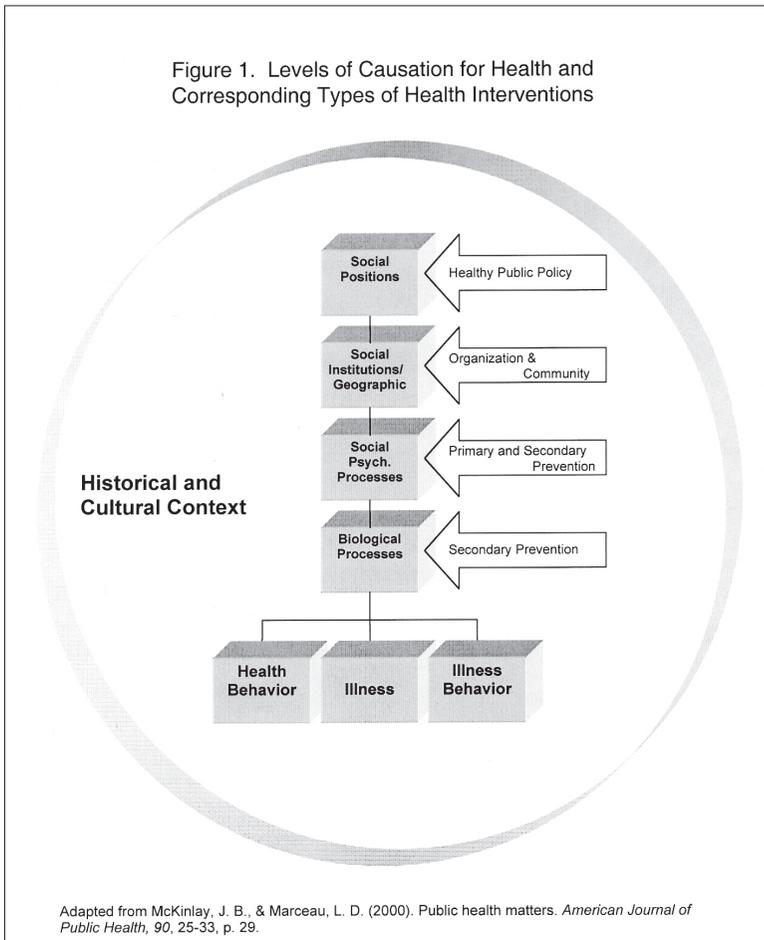 Figure 1.  Levels of Causation for Health and
Corresponding Types of Health Interventions
Social
Positions
Healthy Public Policy
Social
Institutions/
Geographic
Organization &
Community
Social
Psych.
Processes
Primary and Secondary
Prevention
Historical and
Cultural Context
Biological
Processes
Secondary Prevention
Health
Behavior
Illness
Illness
Behavior
Adapted from McKinlay, J. B., & Marceau, L. D. (2000). Public health matters. American Journal of
Public Health, 90, 25-33, p. 29.